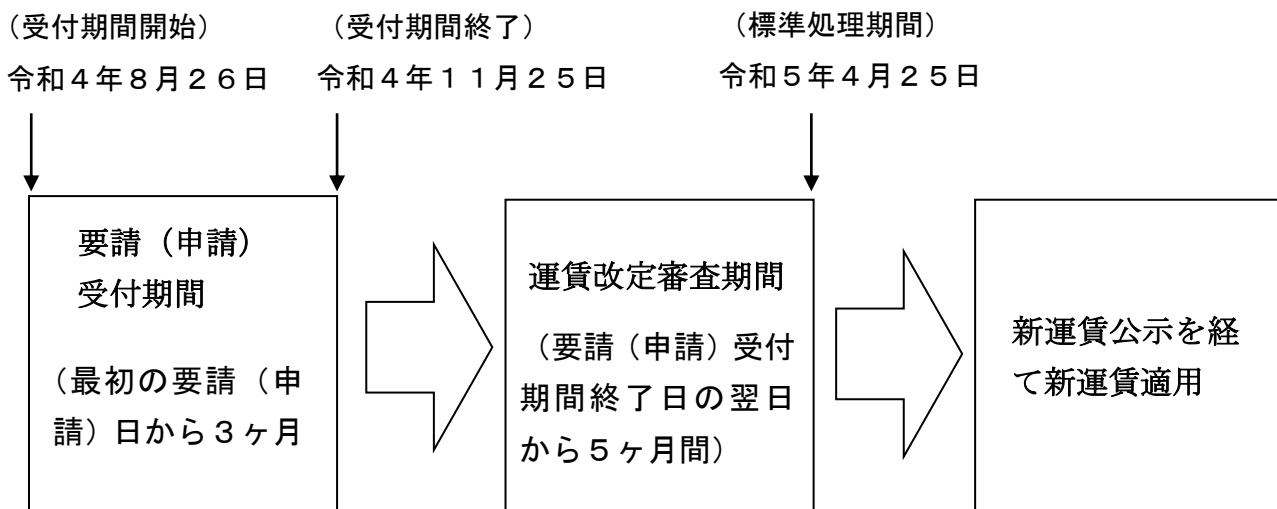 （受付期間開始）
令和４年８月２６日
（受付期間終了）
令和４年１１月２５日
（標準処理期間）
令和５年４月２５日
要請（申請）
受付期間
（最初の要請（申
請）日から３ヶ月
運賃改定審査期間
（要請（申請）受付
期間終了日の翌日
から５ヶ月間）
新運賃公示を経
て新運賃適用